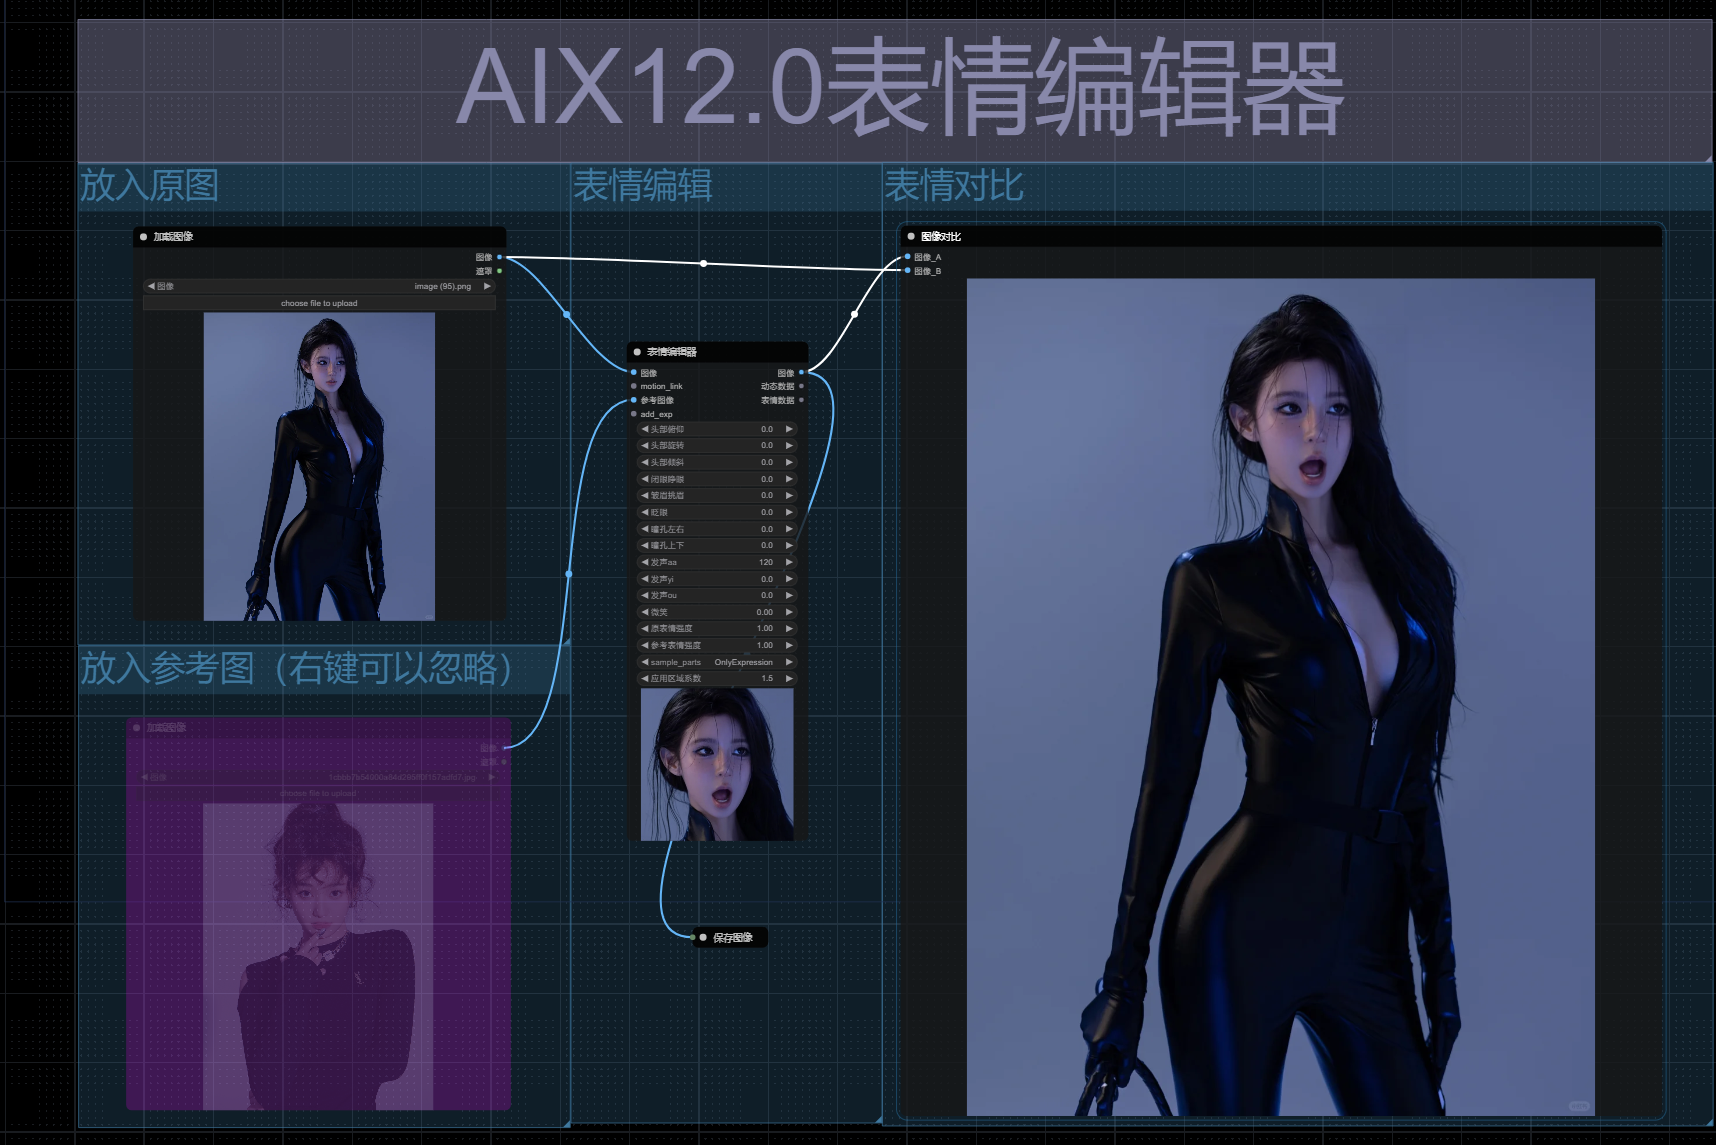 AIX12.0表情编辑器
放入原图
表情编辑
表情对比
加载图像
图像
遮罩
图像 image (95).png
choose file to upload
表情编辑器
图像 图像
motion_link 动态数据
参考图像 表情数据
add_exp
头部俯仰 0.0
头部旋转 0.0
头部倾斜 0.0
闭眼睁眼 0.0
皱眉挑眉 0.0
眨眼 0.0
瞳孔左右 0.0
瞳孔上下 0.0
发声aa 120
发声yi 0.0
发声ou 0.0
微笑 0.00
原表情强度 1.00
参考表情强度 1.00
sample_parts OnlyExpression
应用区域系数 1.5
保存图像
图像对比
图像_A
图像_B
放入参考图（右键可以忽略）
加载图像
图像
遮罩
图像
choose file to upload